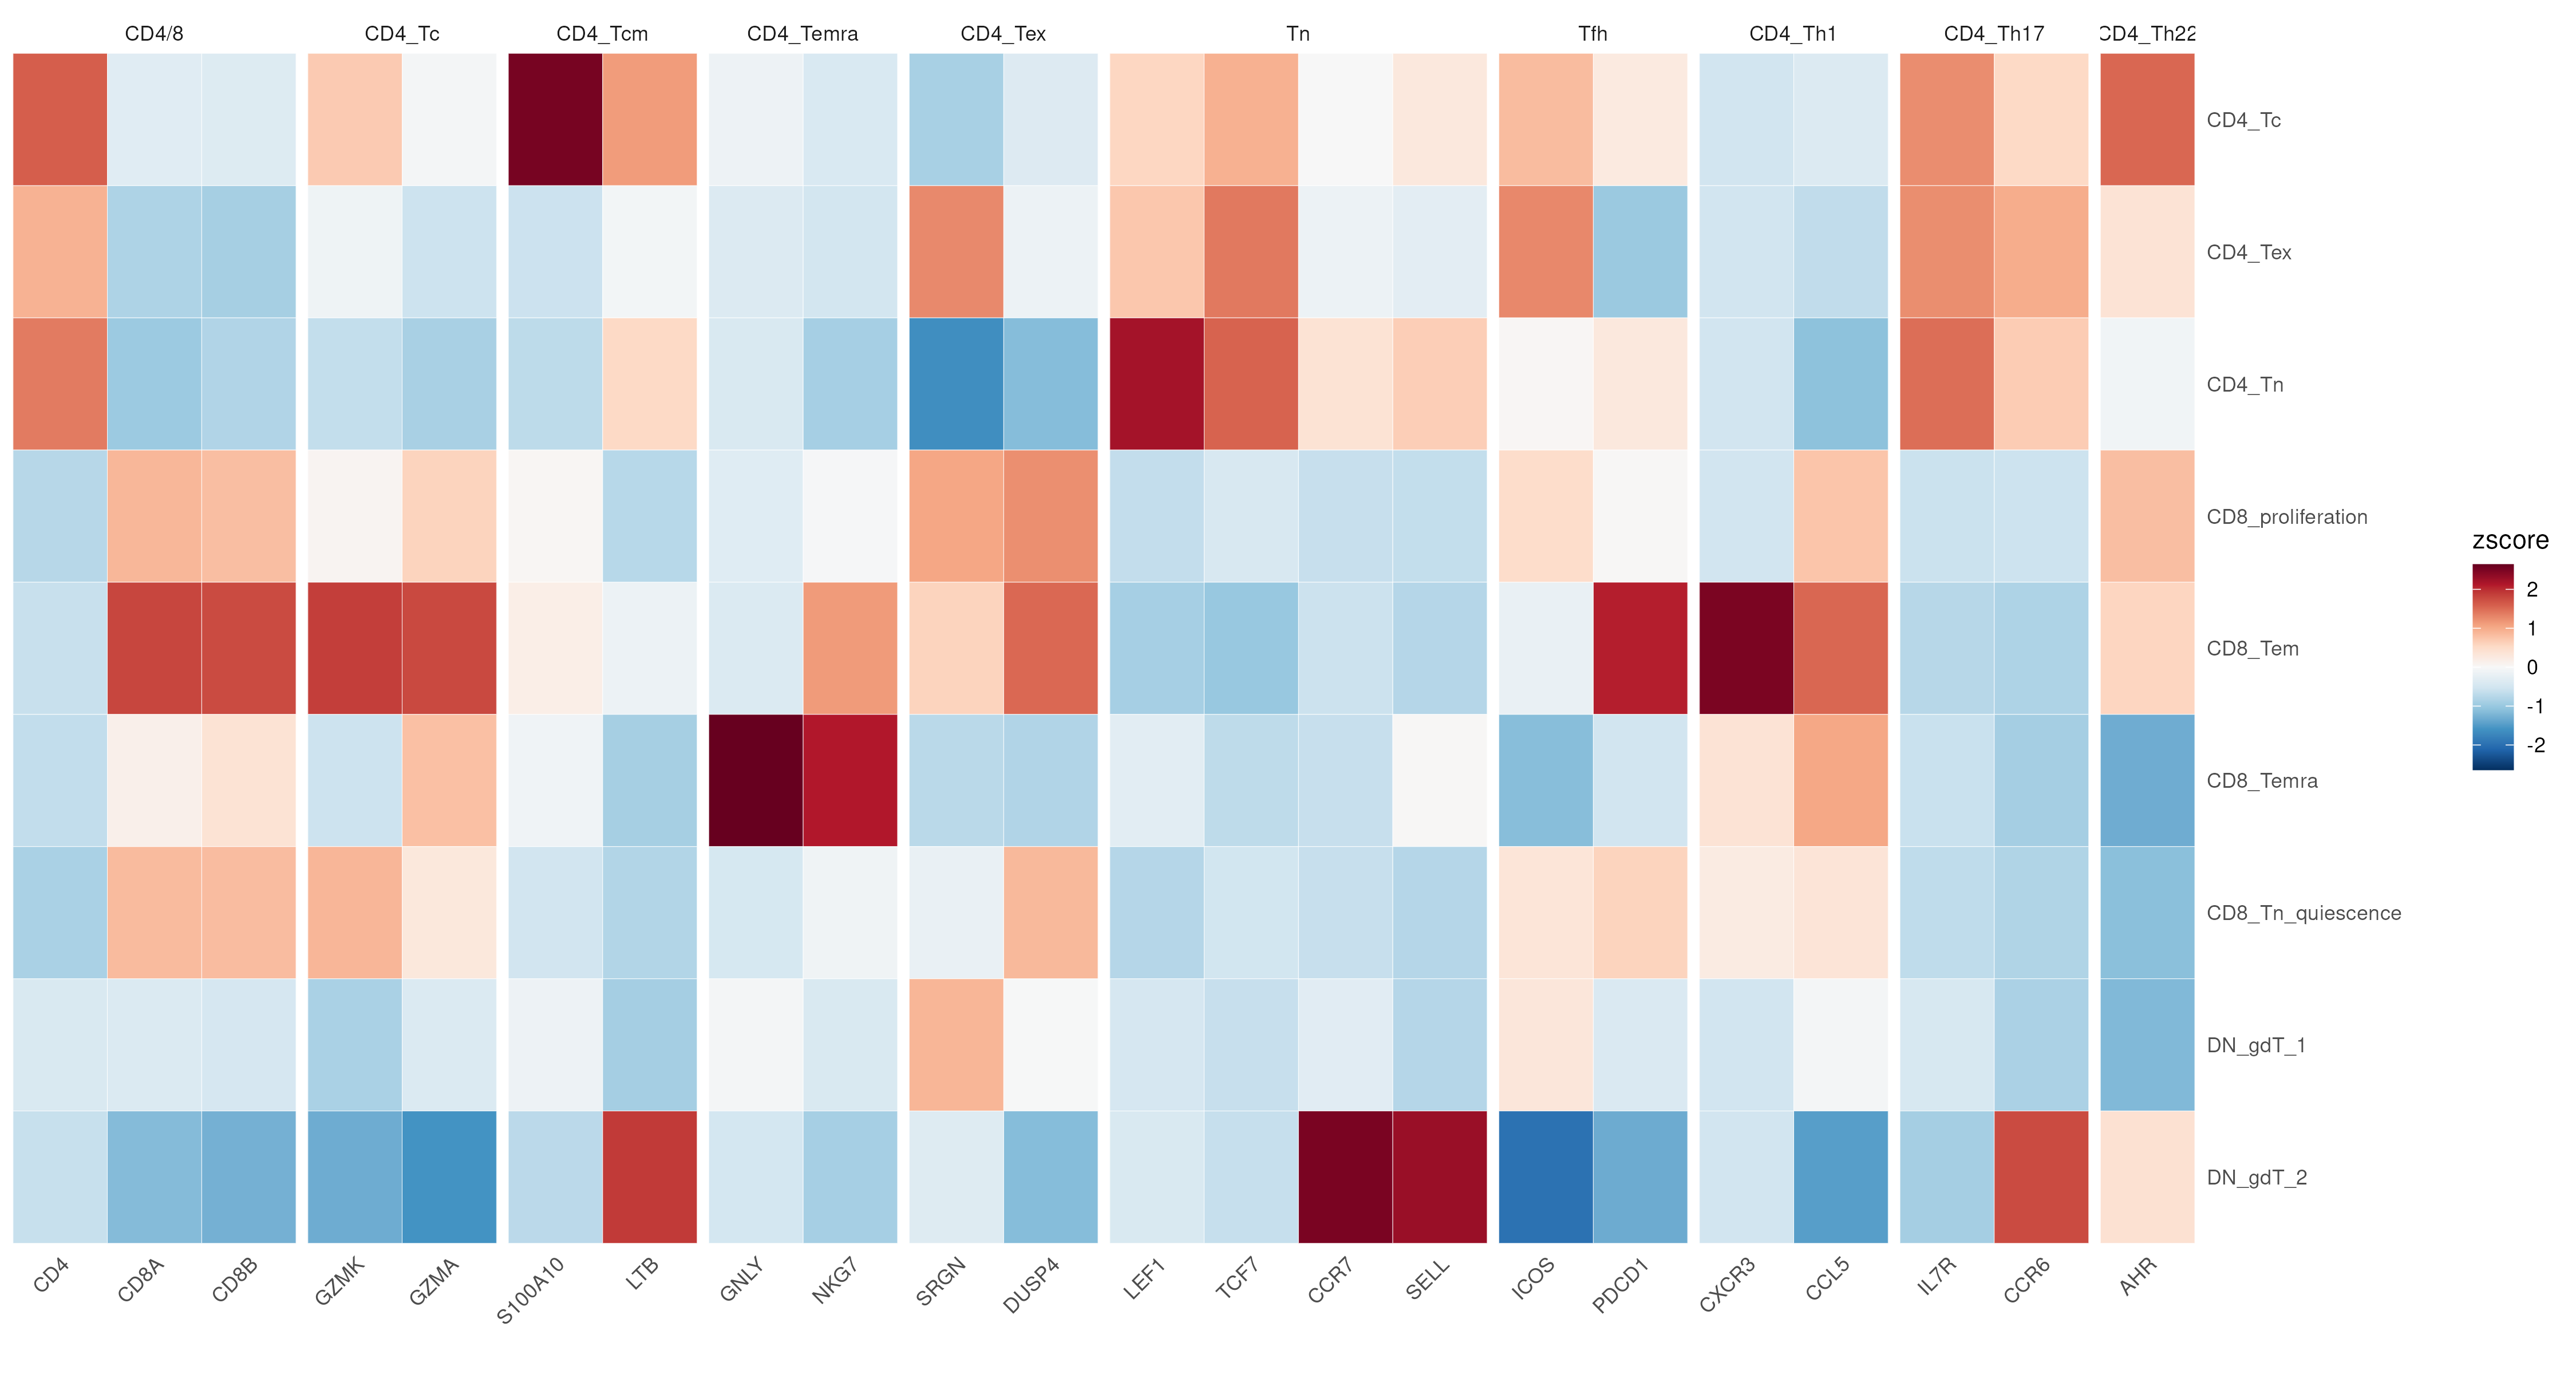 CD4/8 CD4_Tc CD4_Tcm CD4_Temra CD4_Tex Tn Tfh CD4_Th1 CD4_Th17 CD4_Th22
CD4_Tc
CD4_Tex
CD4_Tn
CD8_proliferation
CD8_Tem
CD8_Temra
CD8_Tn_quiescence
DN_gdT_1
DN_gdT_2
zscore
2
1
0
-1
-2
CD4 CD8A CD8B GZMK GZMA S100A10 LTB GNLY NKG7 SRGN DUSP4 LEF1 TCF7 CCR7 SELL ICOS PDCD1 CXCR3 CCL5 IL7R CCR6 AHR